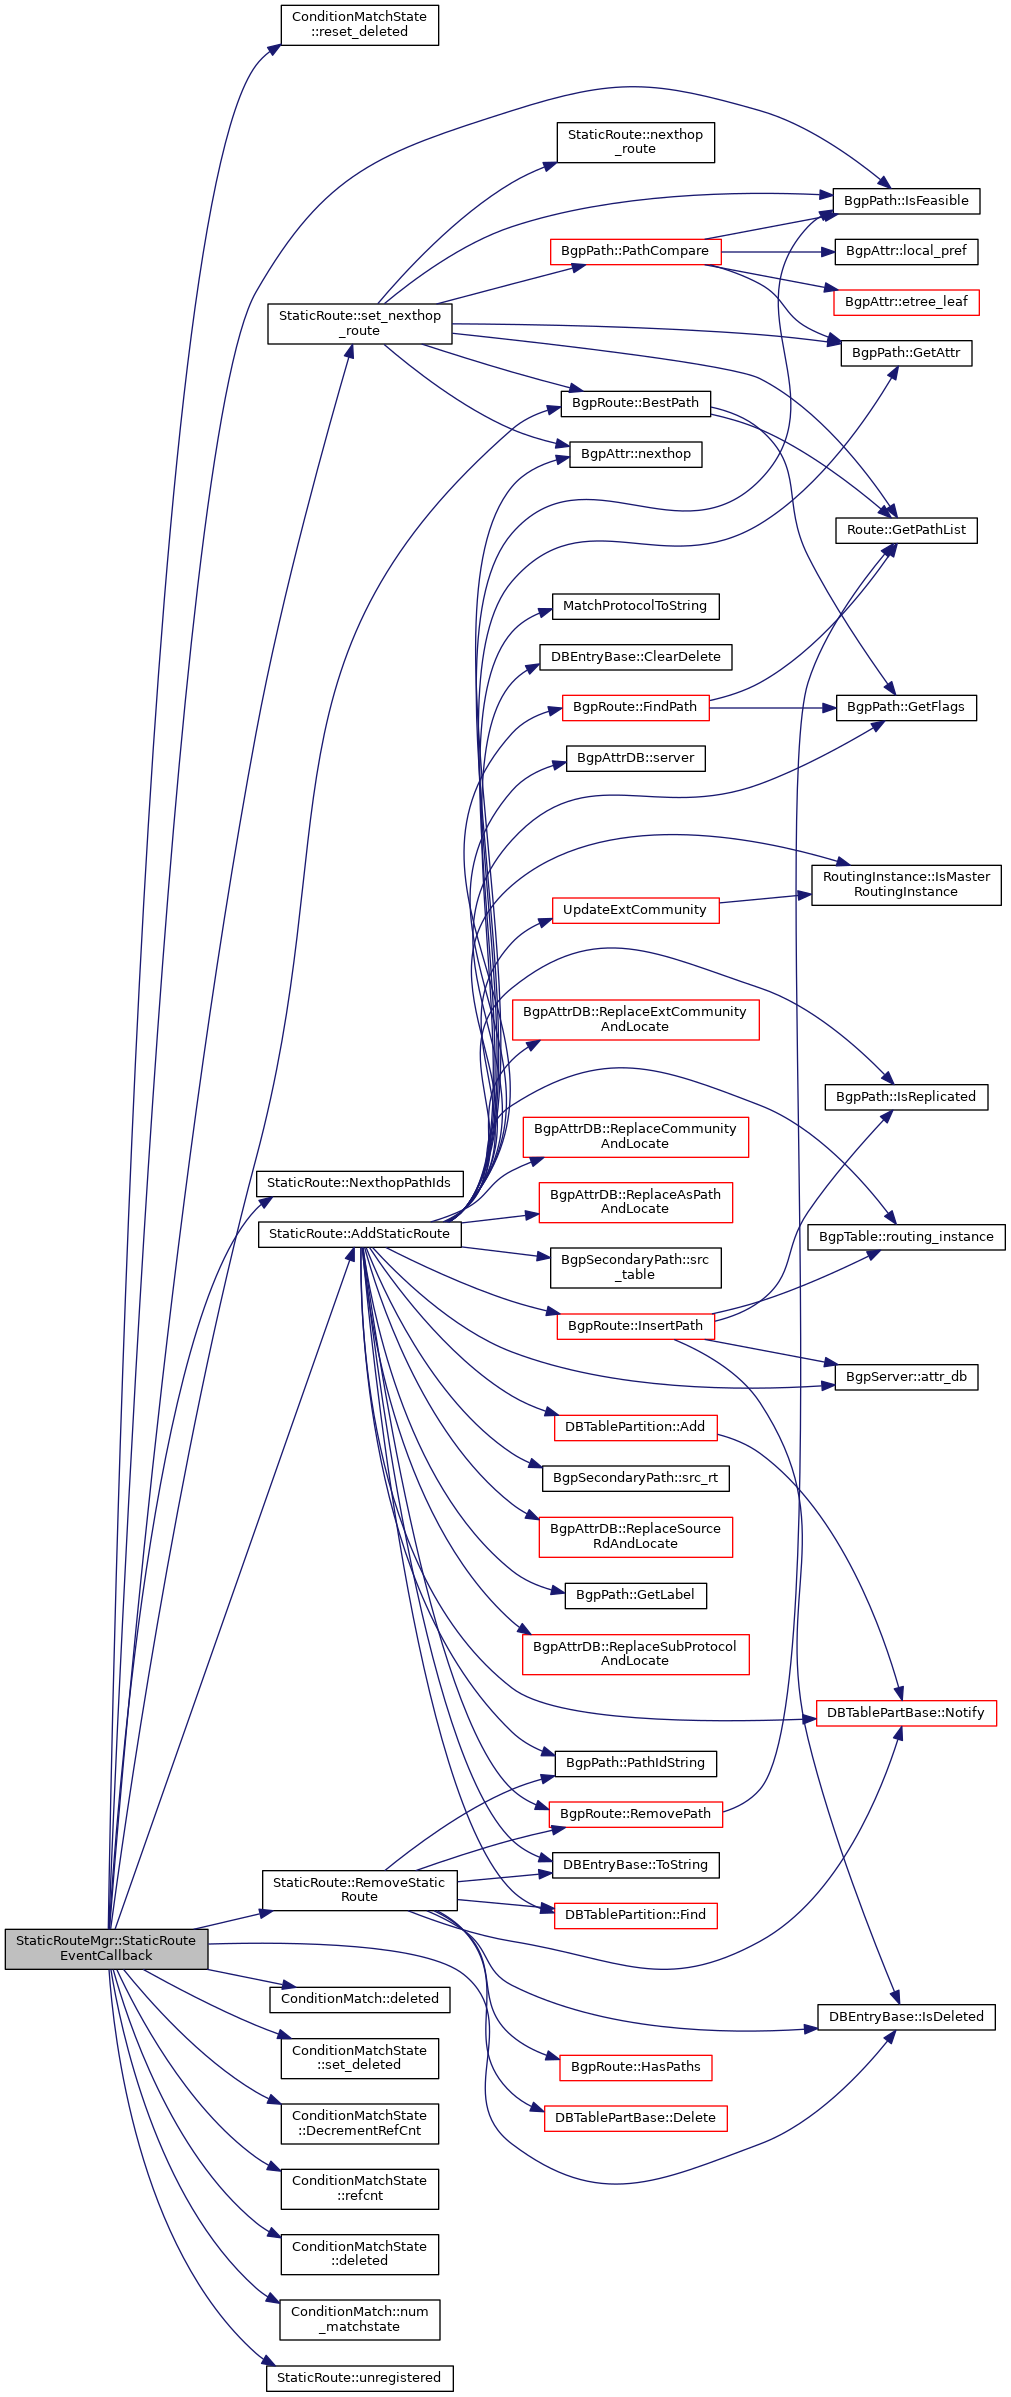 ConditionMatchState
::reset_deleted
StaticRoute::nexthop
_route
BgpPath::IsFeasible
BgpPath::PathCompare
BgpAttr::local_pref
BgpAttr::etree_leaf
StaticRoute::set_nexthop
_route
BgpPath::GetAttr
BgpRoute::BestPath
BgpAttr::nexthop
Route::GetPathList
MatchProtocolToString
DBEntryBase::ClearDelete
BgpRoute::FindPath
BgpPath::GetFlags
BgpAttrDB::server
RoutingInstance::IsMaster
RoutingInstance
UpdateExtCommunity
BgpAttrDB::ReplaceExtCommunity
AndLocate
BgpPath::IsReplicated
BgpAttrDB::ReplaceCommunity
AndLocate
StaticRoute::NexthopPathIds
BgpAttrDB::ReplaceAsPath
AndLocate
StaticRoute::AddStaticRoute
BgpTable::routing_instance
BgpSecondaryPath::src
_table
BgpRoute::InsertPath
BgpServer::attr_db
DBTablePartition::Add
BgpSecondaryPath::src_rt
BgpAttrDB::ReplaceSource
RdAndLocate
BgpPath::GetLabel
BgpAttrDB::ReplaceSubProtocol
AndLocate
DBTablePartBase::Notify
BgpPath::PathIdString
BgpRoute::RemovePath
DBEntryBase::ToString
StaticRoute::RemoveStatic
Route
DBTablePartition::Find
StaticRouteMgr::StaticRoute
EventCallback
ConditionMatch::deleted
DBEntryBase::IsDeleted
ConditionMatchState
::set_deleted
BgpRoute::HasPaths
DBTablePartBase::Delete
ConditionMatchState
::DecrementRefCnt
ConditionMatchState
::refcnt
ConditionMatchState
::deleted
ConditionMatch::num
_matchstate
StaticRoute::unregistered